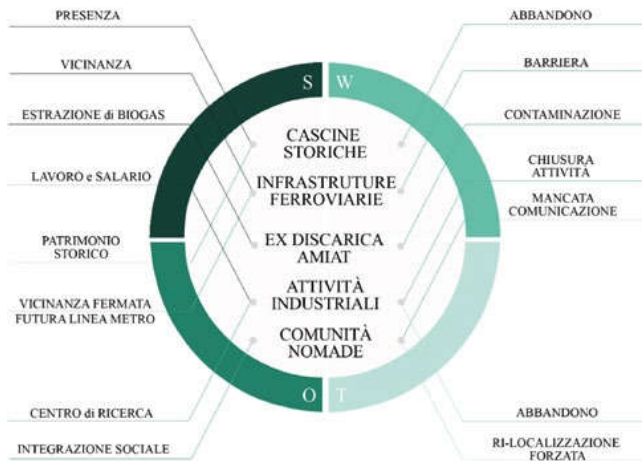 PRESENZA
VICINANZA
ESTRAZIONE di BIOGAS
LAVORO e SALARIO
PATRIMONIO
STORICO
VICINANZA FERMATA
FUTURA LINEA METRO
CENTRO di RICERCA
INTEGRAZIONE SOCIALE
S
W
CASCINE
STORICHE
INFRASTRUTURE
FERROVIARIE
EX DISCARICA
AMIAT
ATTIVITÀ
INDUSTRIALI
COMUNITÀ
NOMADE
O
T
ABBANDONO
BARRIERA
CONTAMINAZIONE
CHIUSURA
ATTIVITÀ
MANCATA
COMUNICAZIONE
ABBANDONO
RI-LOCALIZZAZIONE
FORZATA